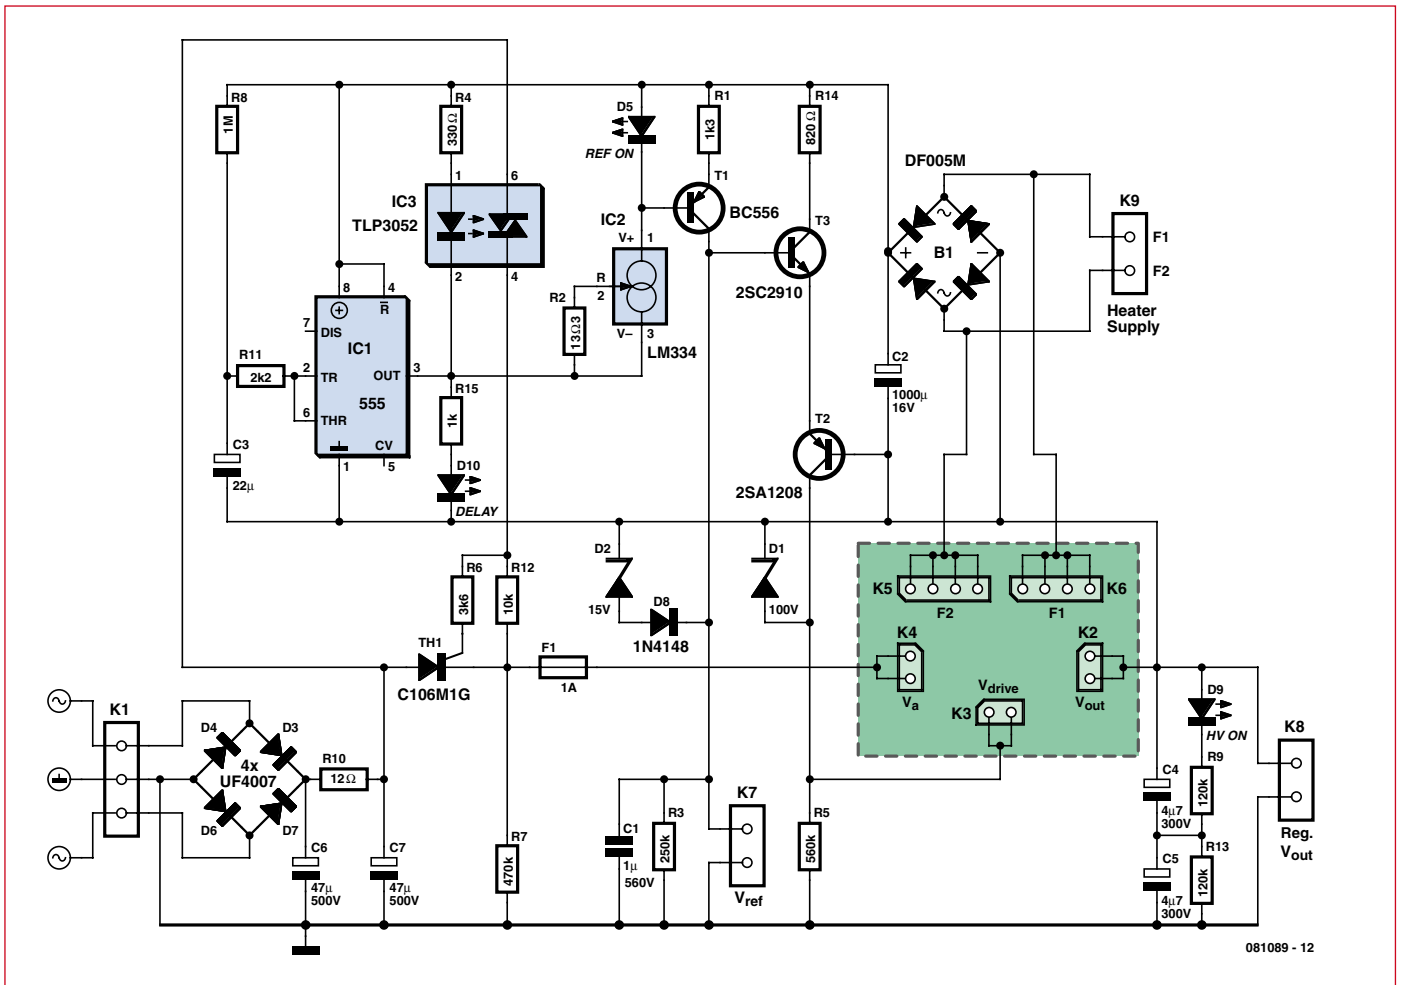 R8
1M
R4
330Ω
D5
REF ON
R1
1k3
R14
820Ω
DF005M
IC3
TLP3052
1
6
2
4
T1
BC556
IC2
V+
1
R
2
V–
3
LM334
R2
13Ω3
T3
2SC2910
+
B1
–
K9
F1
F2
Heater
Supply
8
4
R
7
DIS
IC1
R11
2k2
2
TR
OUT
3
555
6
THR
CV
1
5
C3
22μ
R15
1k
D10
DELAY
C2
1000μ
16V
T2
2SA1208
R6
3k6
R12
10k
D2
15V
D8
1N4148
D1
100V
K5
F2
K6
F1
TH1
C106M1G
F1
1A
K4
Va
K2
Vout
Vdrive
K3
D9
HV ON
K8
Reg.
Vout
K1
D4
D3
4x
UF4007
D6
D7
R10
12Ω
C6
47μ
500V
C7
47μ
500V
R7
470k
C1
1μ
560V
R3
250k
K7
Vref
R5
560k
C4
4μ7
300V
R9
120k
C5
4μ7
300V
R13
120k
081089 - 12